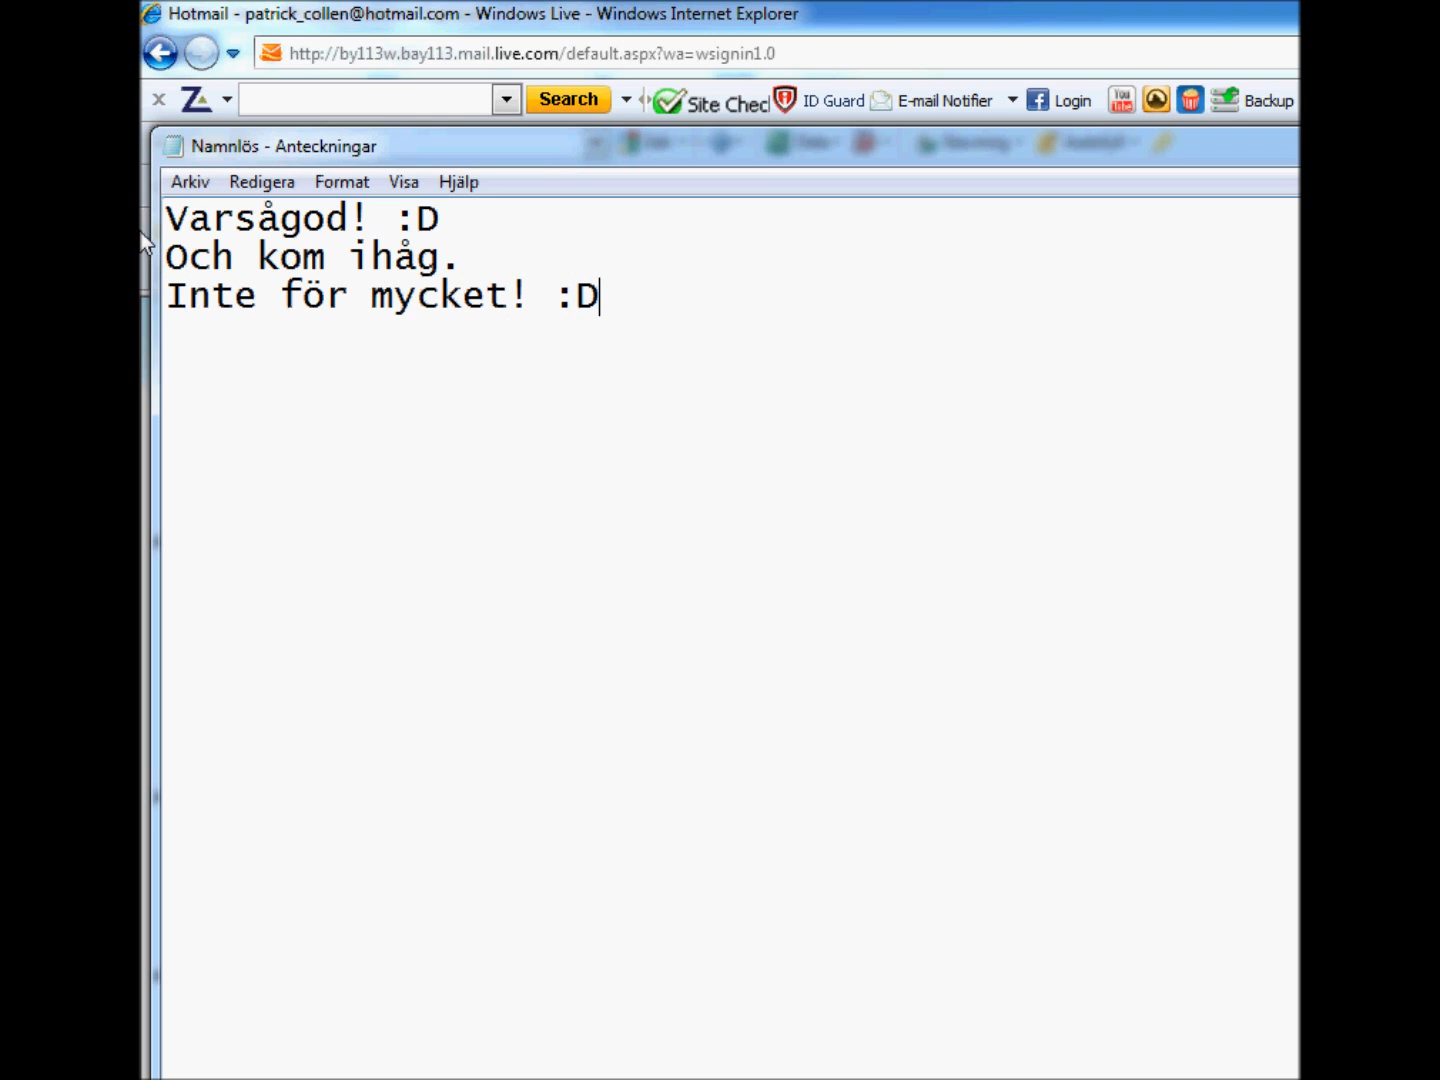 Hotmail - patrick_collen@hotmail.com - Windows Live - Windows Internet Explorer
http://by113w.bay113.mail.live.com/default.aspx?wa=wsignin1.0
Search Site Chec ID Guard E-mail Notifier Login You Tube Backup
Namnlös - Anteckningar
Arkiv Redigera Format Visa Hjälp
Varsågod! :D
Och kom ihåg.
Inte för mycket! :D